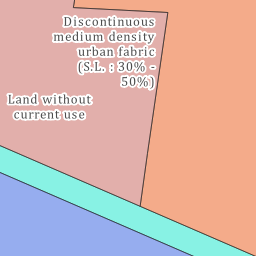 Discontinuous
medium density
urban fabric
(S.L. : 30% -
50%)
Land without
current use